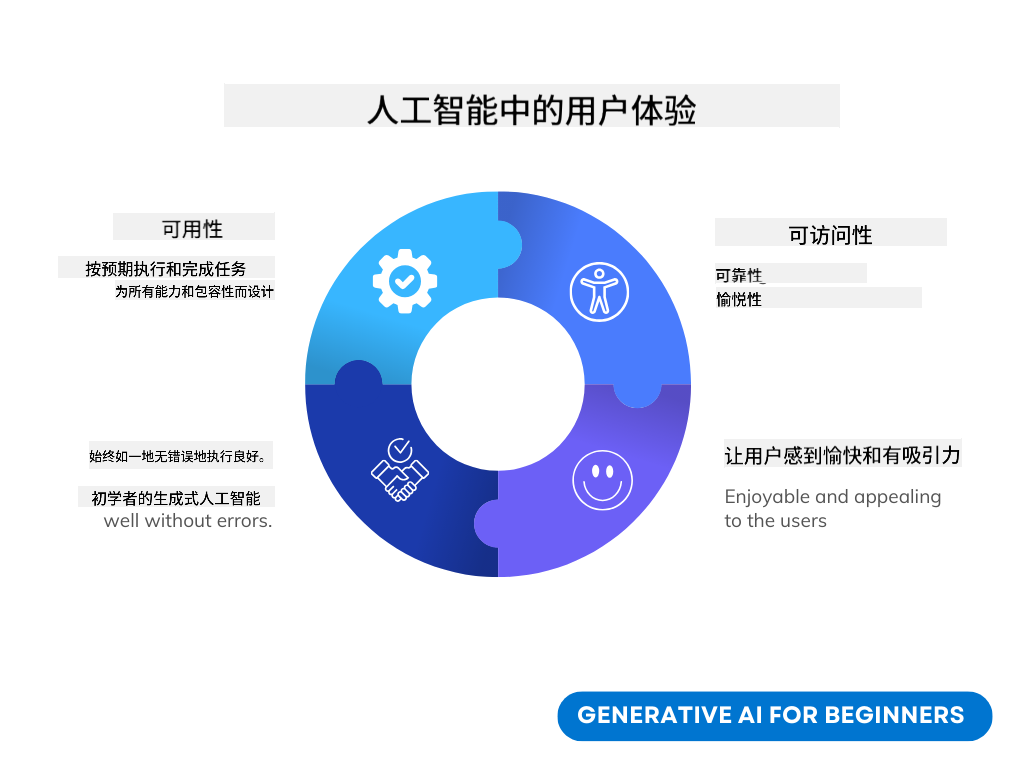 人工智能中的用户体验
可用性
按预期执行和完成任务
为所有能力和包容性而设计
可访问性
可靠性
愉悦性
始终如一地无错误地执行良好。
初学者的生成式人工智能
well without errors.
让用户感到愉快和有吸引力
Enjoyable and appealing
to the users
GENERATIVE AI FOR BEGINNERS